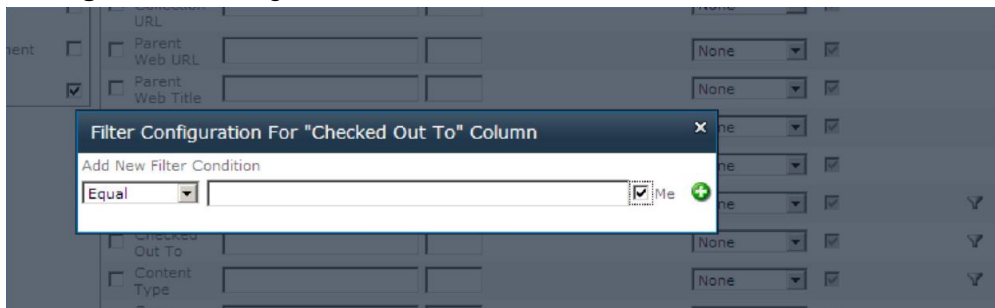 URL
None
Parent
Web URL
None
Parent
Web Title
None
Filter Configuration For "Checked Out To" Column
Add New Filter Condition
Equal
Me
Out To
None
Content
Type
None